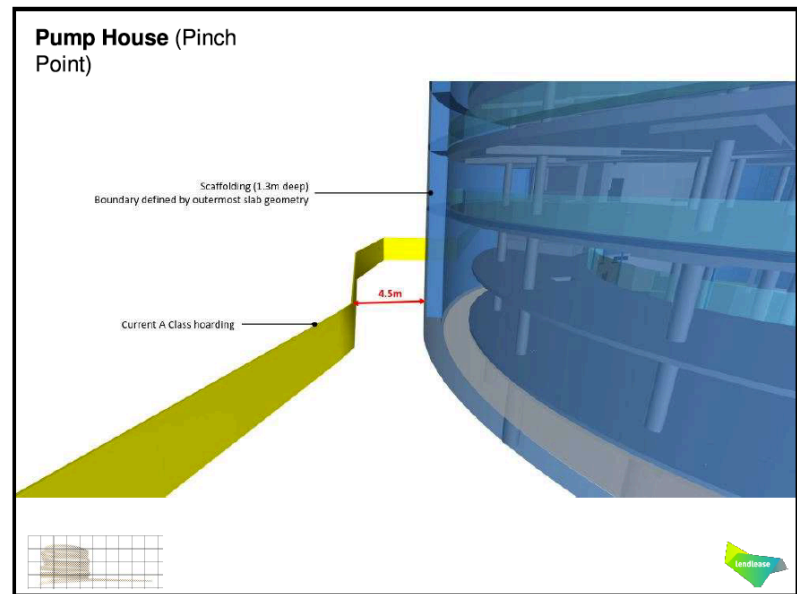 Pump House (Pinch
Point)
Scaffolding (1.3m deep)
Boundary defined by outermost slab geometry
4.5m
Current A Class hoarding
lendlease